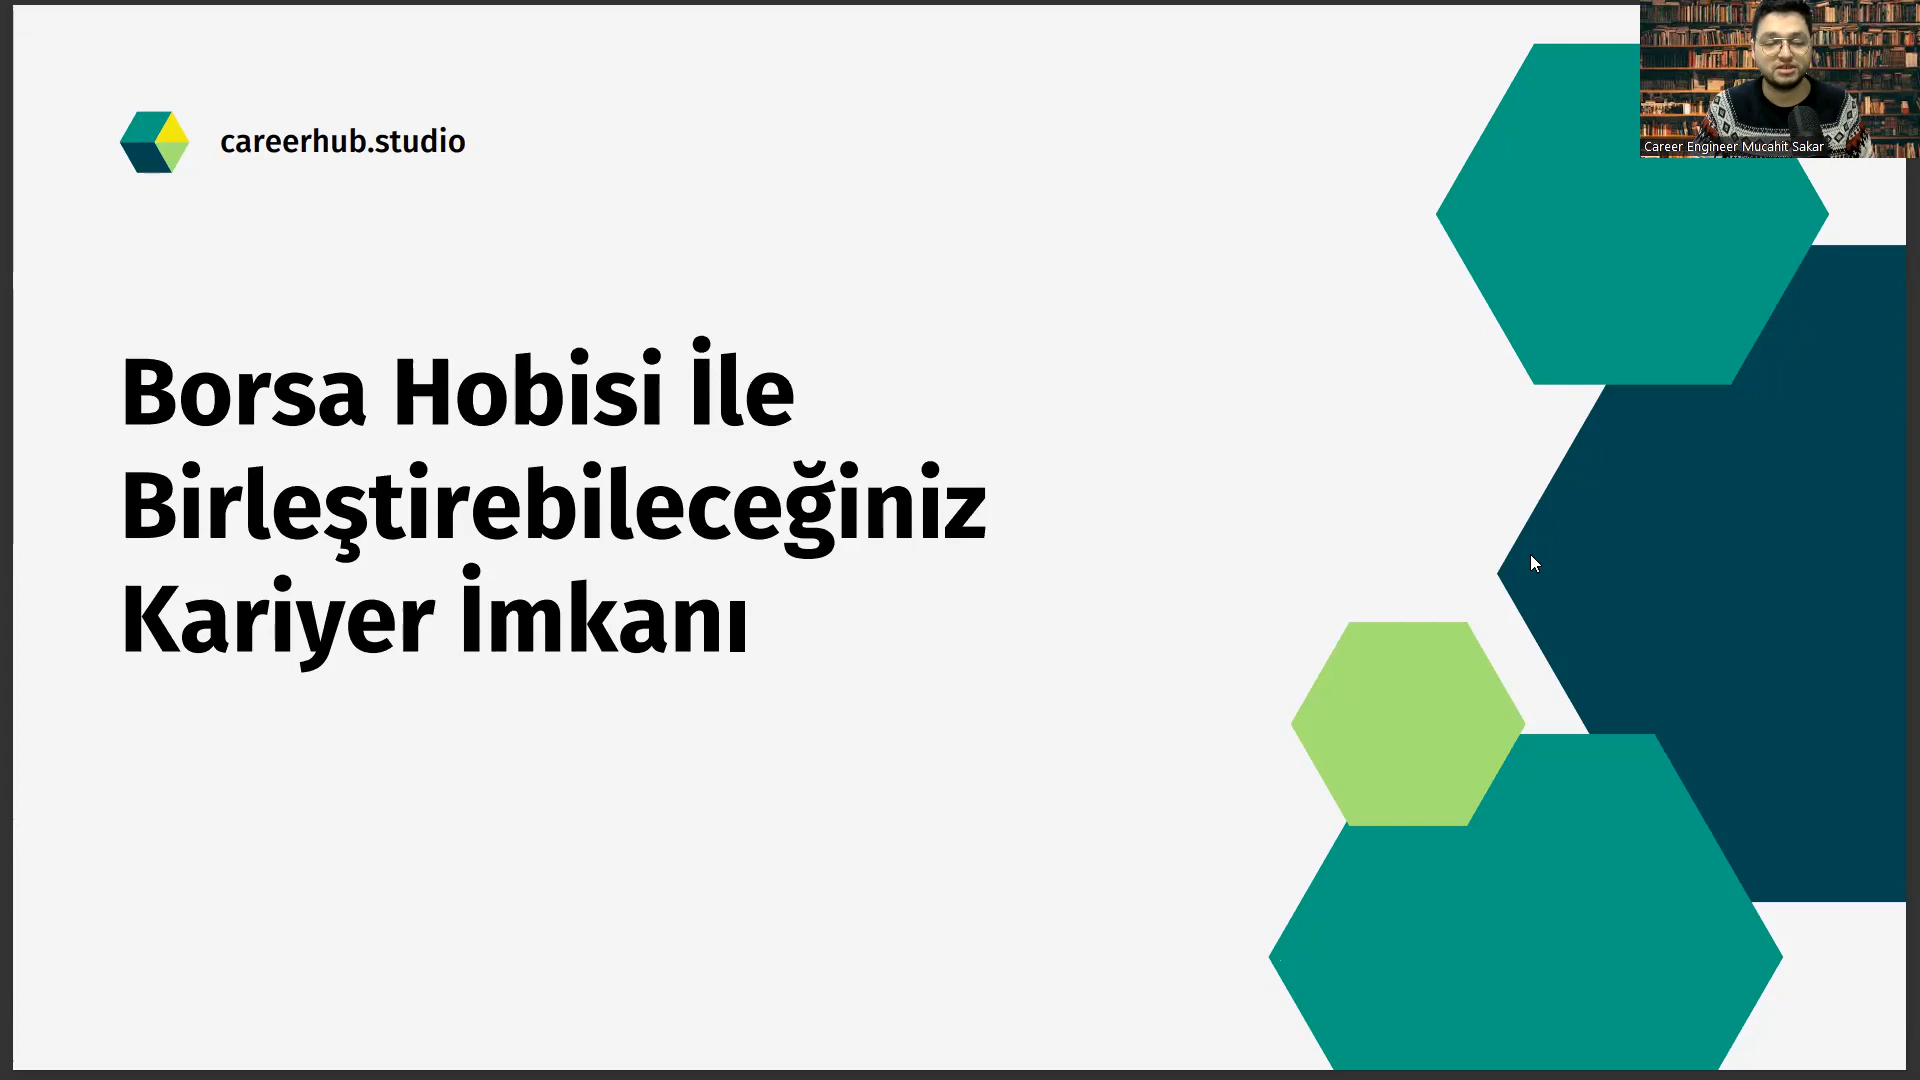 careerhub.studio
Career Engineer Mucahit Sakar
Borsa Hobisi İle
Birleştirebileceğiniz
Kariyer İmkanı